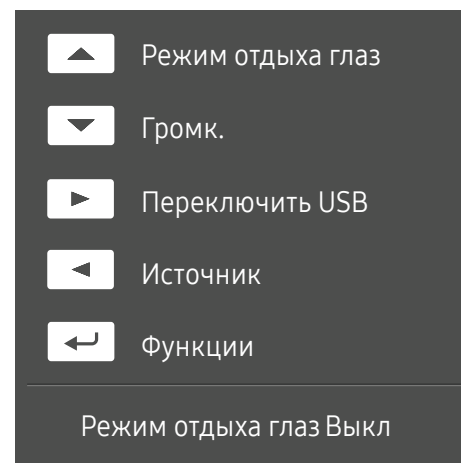 Режим отдыха глаз
Громк.
Переключить USB
Источник
Функции
Режим отдыха глаз Выкл